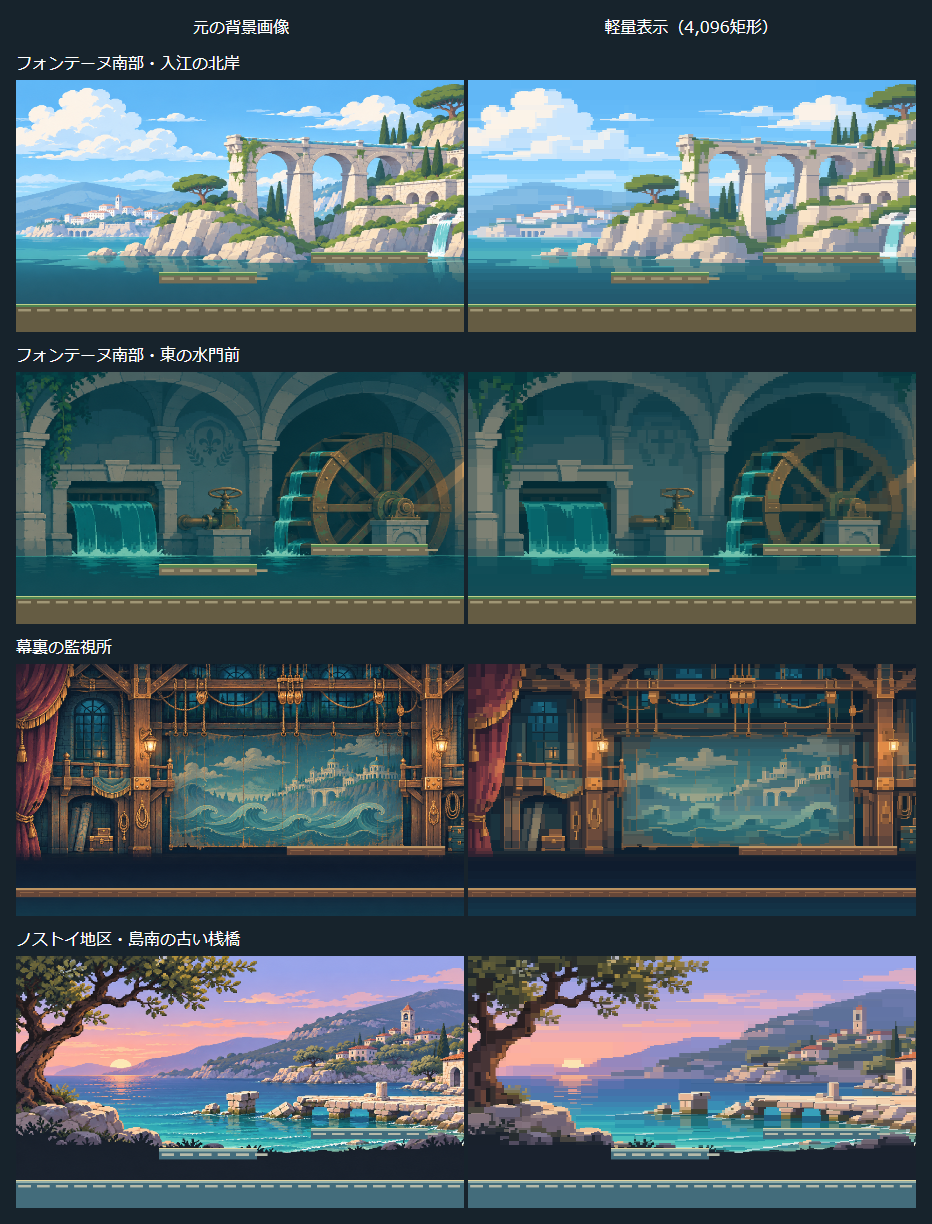 元の背景画像
軽量表示（4,096矩形）
フォンテーヌ南部・入江の北岸
フォンテーヌ南部・東の水門前
幕裏の監視所
ノストイ地区・島南の古い桟橋